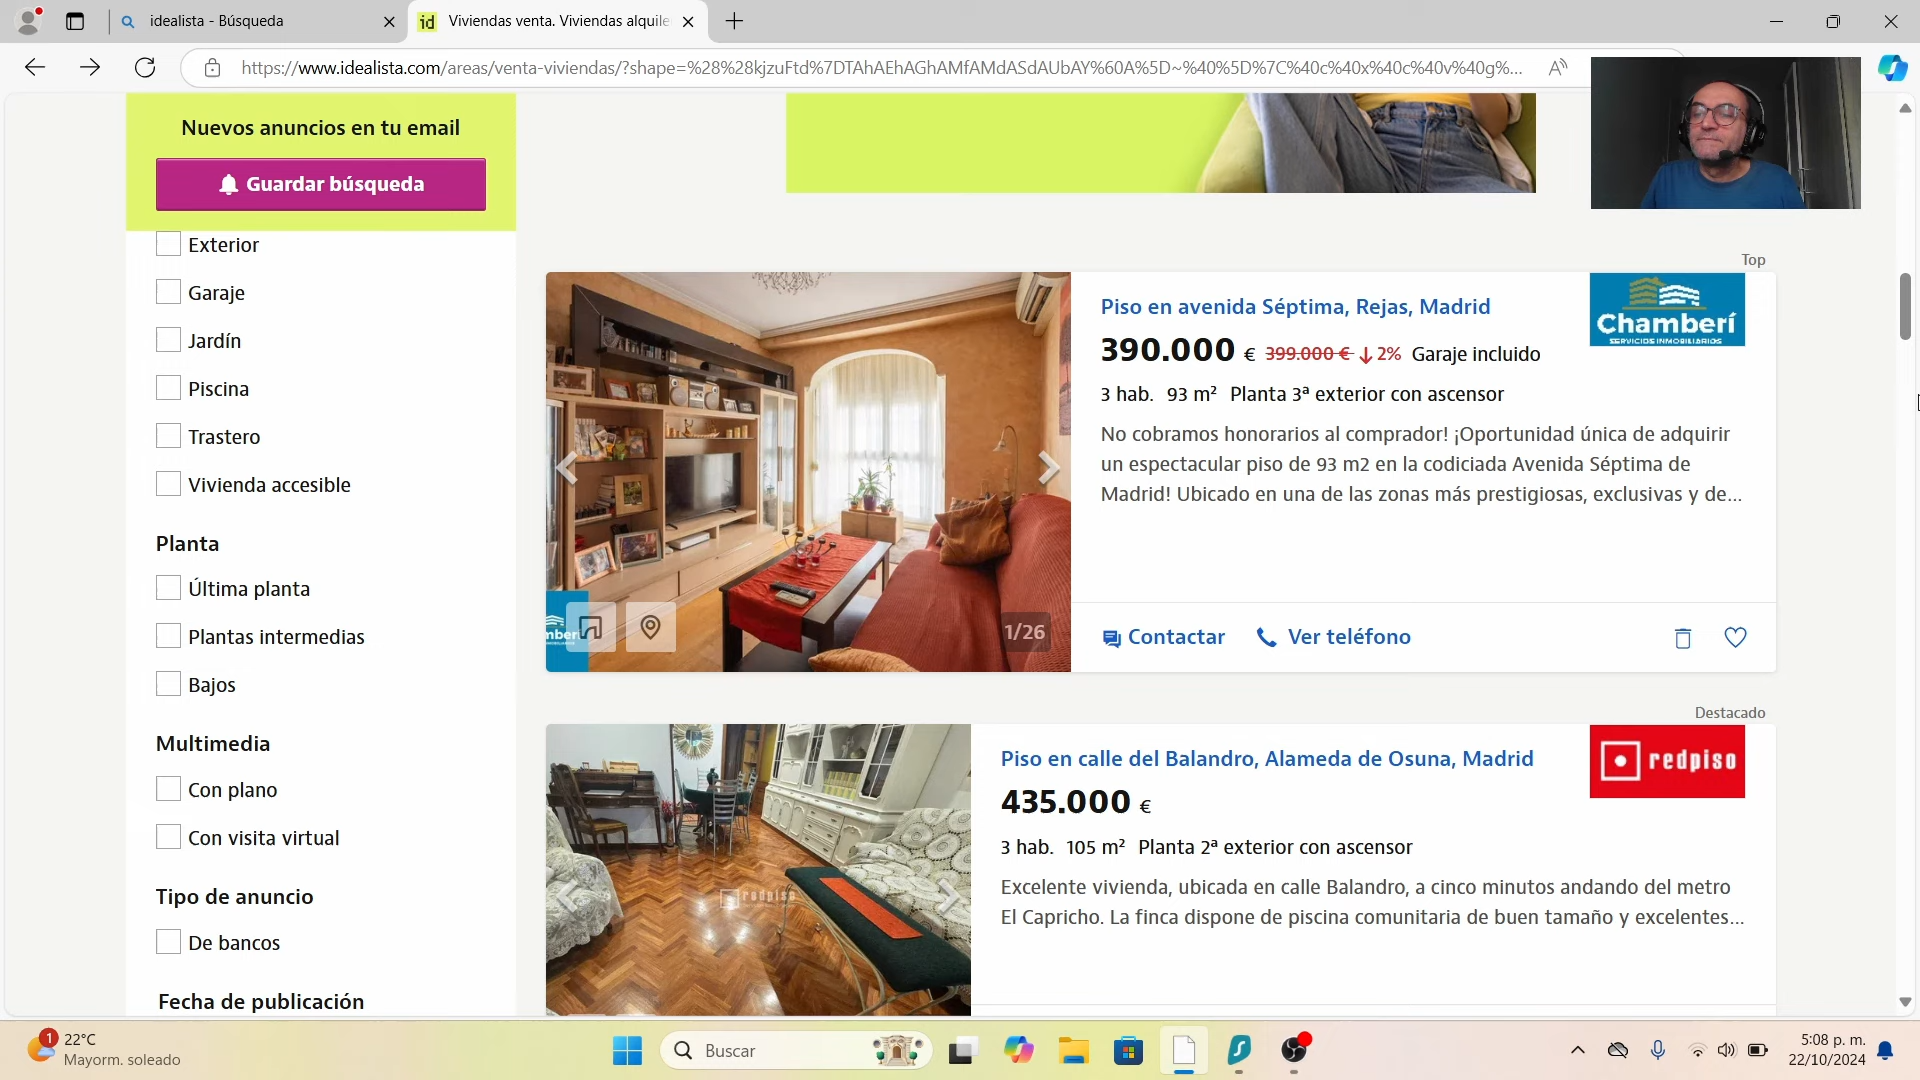 idealista - Búsqueda
id
Viviendas venta. Viviendas alquile
https://www.idealista.com/areas/venta-viviendas/?shape=%28%28kjzuFtd%7DTAhAEhAGhAMfAMdASdAUbAY%60A%5D~%40%5D%7C%40c%40x%40c%40v%40g%...
Nuevos anuncios en tu email
Guardar búsqueda
Exterior
Garaje
Jardín
Piscina
Trastero
Vivienda accesible
Planta
Última planta
Plantas intermedias
Bajos
Multimedia
Con plano
Con visita virtual
Tipo de anuncio
De bancos
Fecha de publicación
Top
Piso en avenida Séptima, Rejas, Madrid
Chamberí
SERVICIOS INMOBILIARIOS
390.000 € 399.000 € 2% Garaje incluido
3 hab. 93 m² Planta 3ª exterior con ascensor
No cobramos honorarios al comprador! ¡Oportunidad única de adquirir
un espectacular piso de 93 m2 en la codiciada Avenida Séptima de
Madrid! Ubicado en una de las zonas más prestigiosas, exclusivas y de...
1/26
Contactar
Ver teléfono
Destacado
Piso en calle del Balandro, Alameda de Osuna, Madrid
redpiso
435.000 €
3 hab. 105 m² Planta 2ª exterior con ascensor
Excelente vivienda, ubicada en calle Balandro, a cinco minutos andando del metro
El Capricho. La finca dispone de piscina comunitaria de buen tamaño y excelentes...
redpiso
1
22°C
Mayorm. soleado
Buscar
5:08 p. m.
22/10/2024